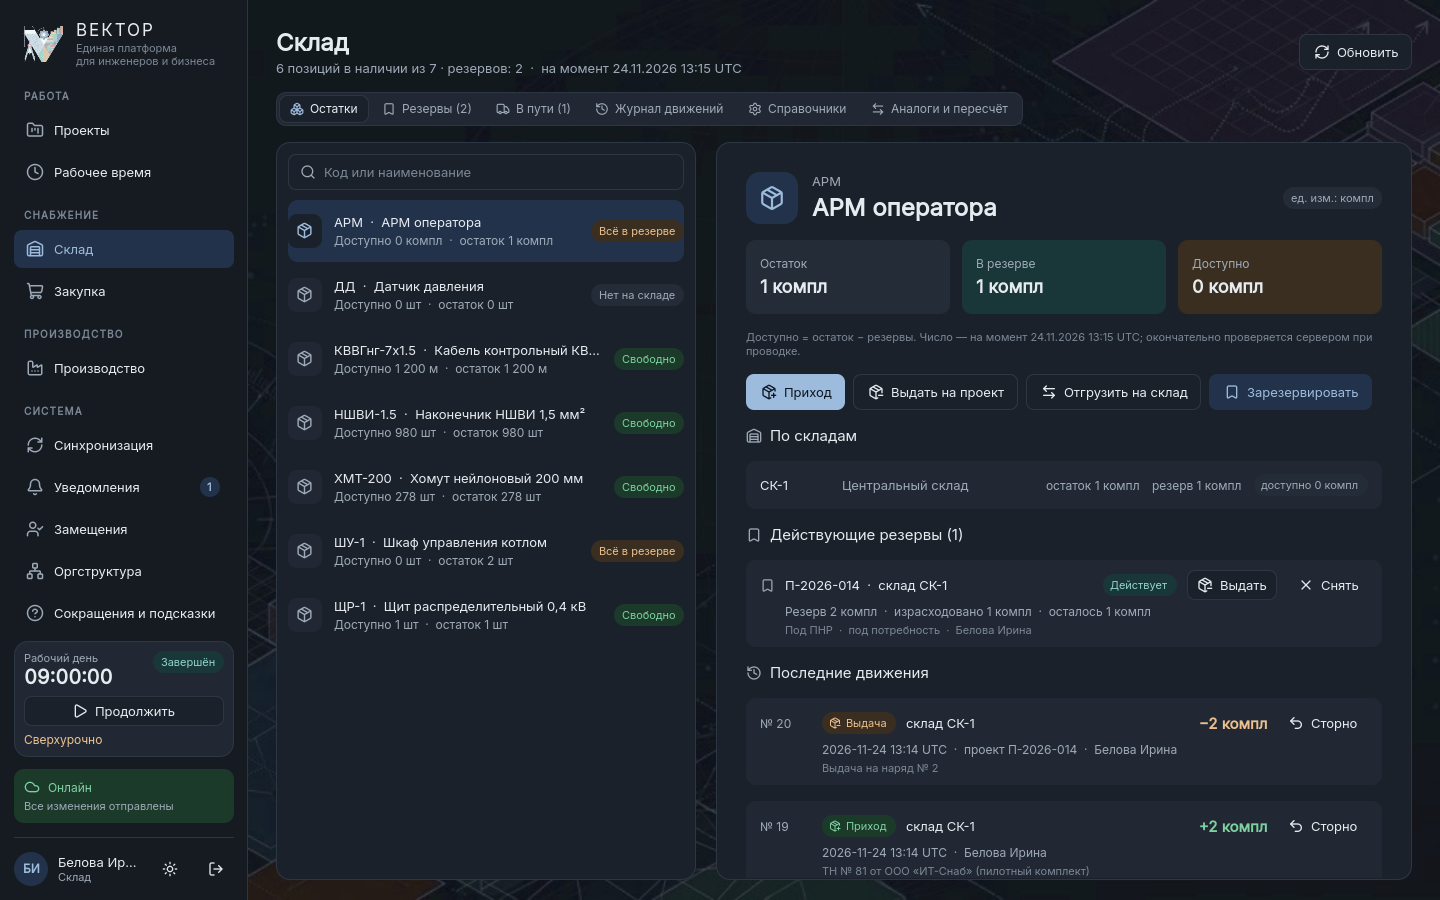 ВЕКТОР
Единая платформа
для инженеров и бизнеса
РАБОТА
Проекты
Рабочее время
СНАБЖЕНИЕ
Склад
Закупка
ПРОИЗВОДСТВО
Производство
СИСТЕМА
Синхронизация
Уведомления 1
Замещения
Оргструктура
Сокращения и подсказки
Рабочий день Завершён
09:00:00
Продолжить
Сверхурочно
Онлайн
Все изменения отправлены
БИ Белова Ир...
Склад
Склад
6 позиций в наличии из 7 · резервов: 2 · на момент 24.11.2026 13:15 UTC
Обновить
Остатки Резервы (2) В пути (1) Журнал движений Справочники Аналоги и пересчёт
Код или наименование
АРМ · АРМ оператора
Доступно 0 компл · остаток 1 компл
Всё в резерве
ДД · Датчик давления
Доступно 0 шт · остаток 0 шт
Нет на складе
КВВГнг-7х1.5 · Кабель контрольный КВ...
Доступно 1 200 м · остаток 1 200 м
Свободно
НШВИ-1.5 · Наконечник НШВИ 1,5 мм²
Доступно 980 шт · остаток 980 шт
Свободно
ХМТ-200 · Хомут нейлоновый 200 мм
Доступно 278 шт · остаток 278 шт
Свободно
ШУ-1 · Шкаф управления котлом
Доступно 0 шт · остаток 2 шт
Всё в резерве
ЩР-1 · Щит распределительный 0,4 кВ
Доступно 1 шт · остаток 1 шт
Свободно
АРМ
АРМ оператора
ед. изм.: компл
Остаток
1 компл
В резерве
1 компл
Доступно
0 компл
Доступно = остаток − резервы. Число — на момент 24.11.2026 13:15 UTC; окончательно проверяется сервером при
проводке.
Приход Выдать на проект Отгрузить на склад Зарезервировать
По складам
СК-1 Центральный склад остаток 1 компл резерв 1 компл доступно 0 компл
Действующие резервы (1)
П-2026-014 · склад СК-1 Действует Выдать Снять
Резерв 2 компл · израсходовано 1 компл · осталось 1 компл
Под ПНР · под потребность · Белова Ирина
Последние движения
№ 20 Выдача склад СК-1 −2 компл Сторно
2026-11-24 13:14 UTC · проект П-2026-014 · Белова Ирина
Выдача на наряд № 2
№ 19 Приход склад СК-1 +2 компл Сторно
2026-11-24 13:14 UTC · Белова Ирина
ТН № 81 от ООО «ИТ-Снаб» (пилотный комплект)